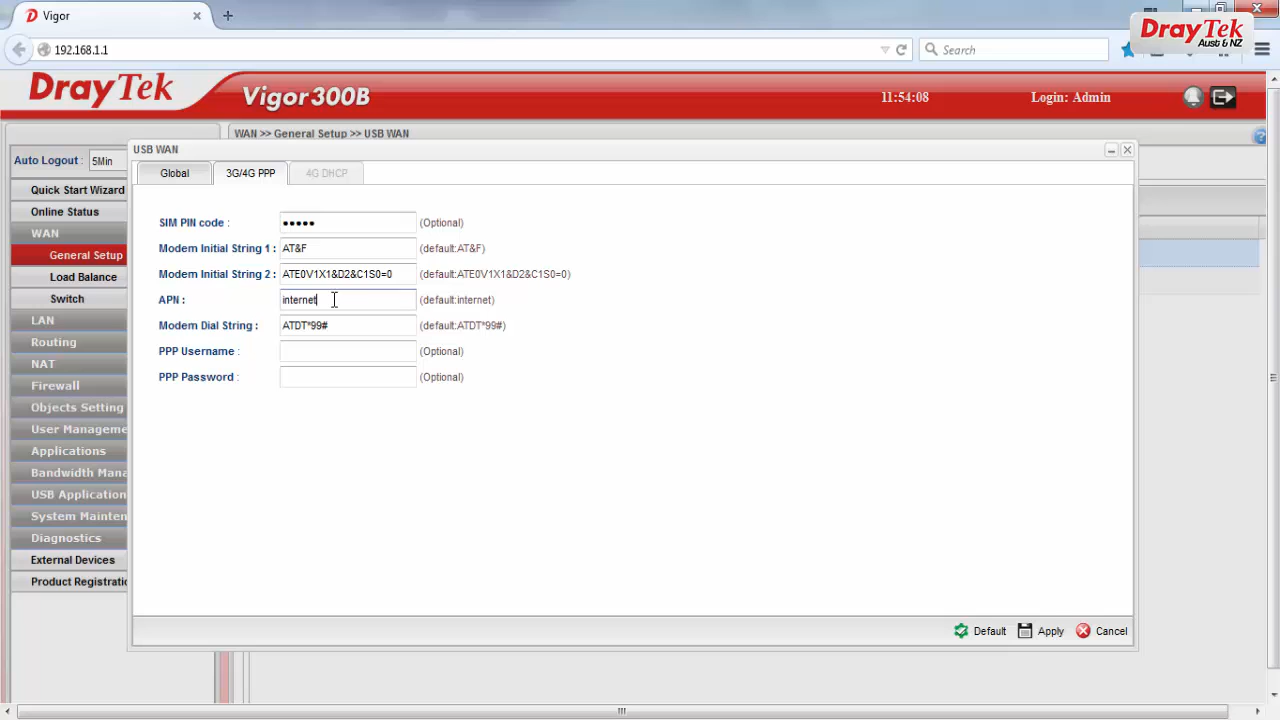 Vigor
192.168.1.1
Search
DrayTek
Aust & NZ
DrayTek
Vigor300B
11:54:08
Login: Admin
Auto Logout : 5Min
WAN >> General Setup >> USB WAN
Quick Start Wizard
Online Status
WAN
General Setup
Load Balance
Switch
LAN
Routing
NAT
Firewall
Objects Setting
User Manageme
Applications
Bandwidth Mana
USB Application
System Mainten
Diagnostics
External Devices
Product Registratio
USB WAN
Global
3G/4G PPP
4G DHCP
SIM PIN code : ••••• (Optional)
Modem Initial String 1 : AT&F (default:AT&F)
Modem Initial String 2 : ATE0V1X1&D2&C1S0=0 (default:ATE0V1X1&D2&C1S0=0)
APN : internet (default:internet)
Modem Dial String : ATDT*99# (default:ATDT*99#)
PPP Username : (Optional)
PPP Password : (Optional)
Default
Apply
Cancel